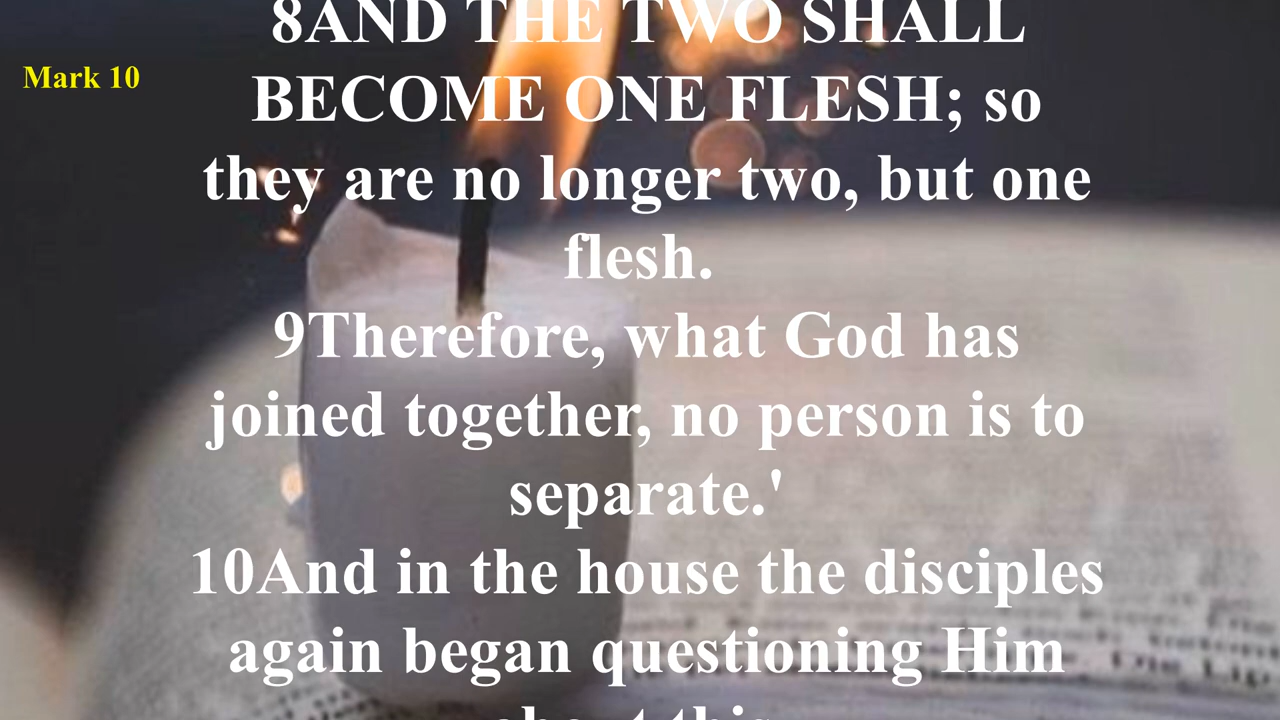 8AND THE TWO SHALL
Mark 10
BECOME ONE FLESH; so
they are no longer two, but one
flesh.
9Therefore, what God has
joined together, no person is to
separate.'
10And in the house the disciples
again began questioning Him
about this.